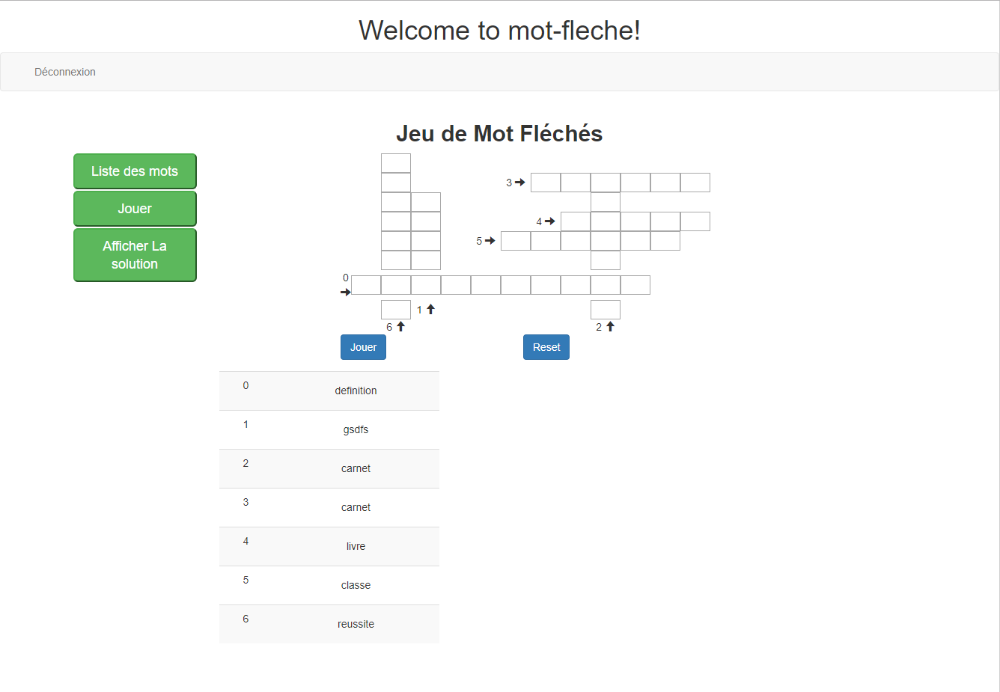 Welcome to mot-fleche!
Déconnexion
Jeu de Mot Fléchés
Liste des mots
Jouer
Afficher La
solution
3
4
5
0
1
6
2
Jouer
Reset
0 definition
1 gsdfs
2 carnet
3 carnet
4 livre
5 classe
6 reussite